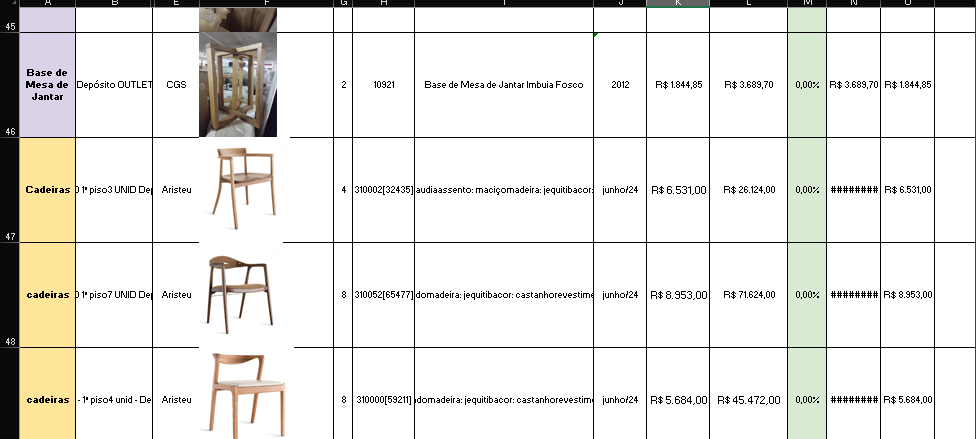 A B E F G H I J K L M N O
45
Base de
Mesa de
Jantar
Depósito OUTLET CGS 2 10921 Base de Mesa de Jantar Imbuia Fosco 2012 R$ 1.844,85 R$ 3.689,70 0,00% R$ 3.689,70 R$ 1.844,85
46
Cadeiras 1ª piso3 UNID Dep Aristeu 4 310002[32435] audiaassento: maciçomadeira: jequitibacor: junho/24 R$ 6.531,00 R$ 26.124,00 0,00% ######## R$ 6.531,00
47
cadeiras 1ª piso7 UNID Dep Aristeu 8 310052[65477] domadeira: jequitibacor: castanhorevestime junho/24 R$ 8.953,00 R$ 71.624,00 0,00% ######## R$ 8.953,00
48
cadeiras - 1ª piso4 unid - De Aristeu 8 310000[59211] domadeira: jequitibacor: castanhorevestime junho/24 R$ 5.684,00 R$ 45.472,00 0,00% ######## R$ 5.684,00